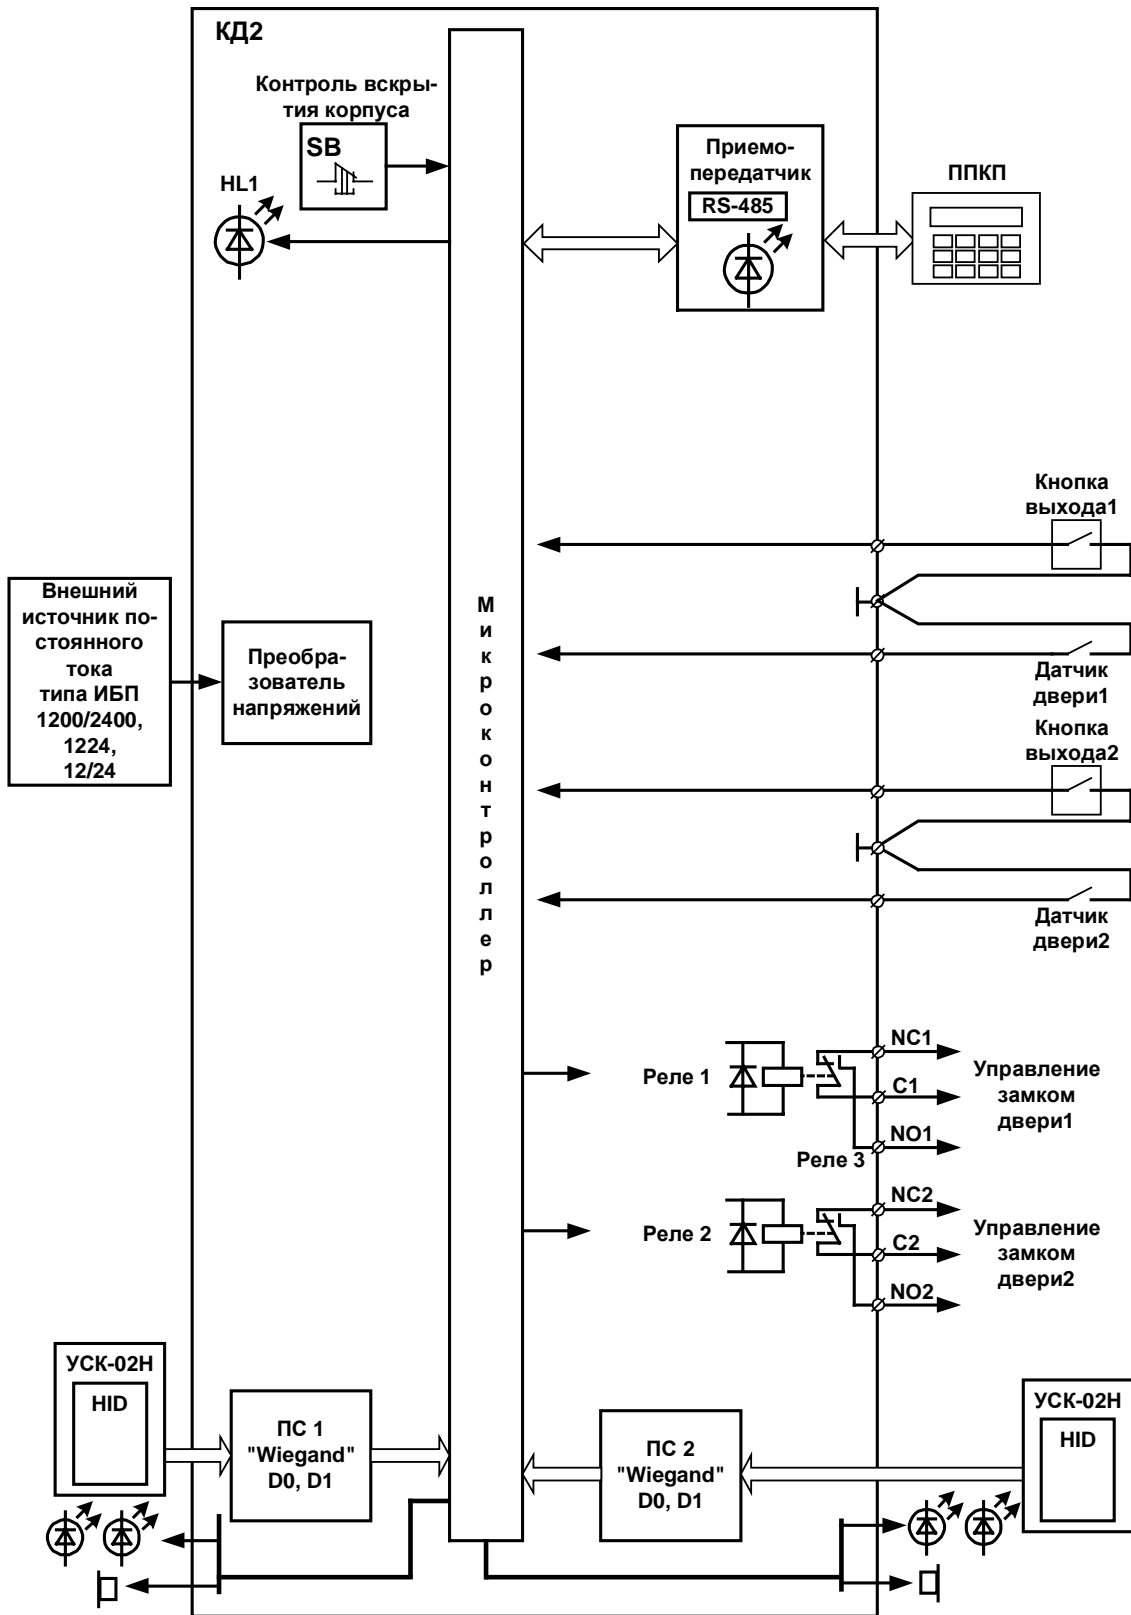 КД2
Контроль вскры-
тия корпуса
SB
HL1
Приемо-
передатчик
RS-485
ППКП
Кнопка
выхода1
Датчик
двери1
Кнопка
выхода2
Датчик
двери2
Внешний
источник по-
стоянного
тока
типа ИБП
1200/2400,
1224,
12/24
Преобра-
зователь
напряжений
Микроконтроллер
Реле 1
NC1
C1
NO1
Управление
замком
двери1
Реле 3
Реле 2
NC2
C2
NO2
Управление
замком
двери2
УСК-02Н
HID
ПС 1
"Wiegand"
D0, D1
ПС 2
"Wiegand"
D0, D1
УСК-02Н
HID